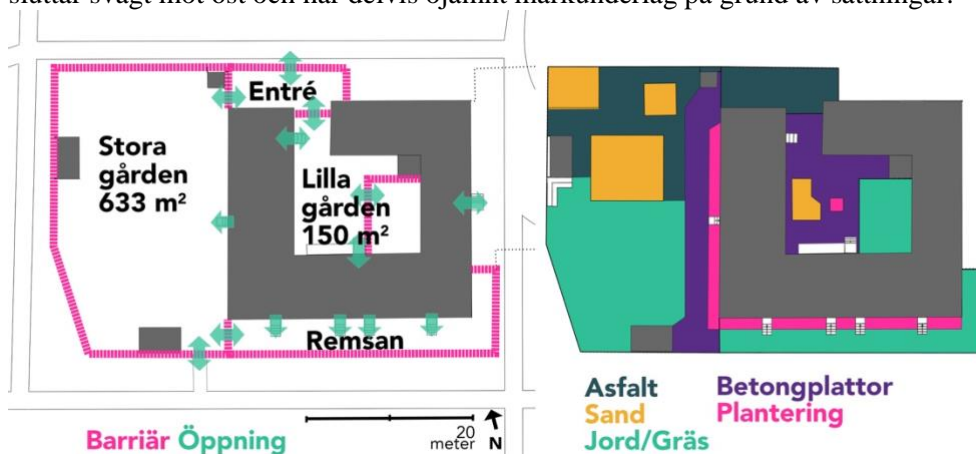 sluttar svagt mot öst och har delvis ojämnt markunderlag på grund av sättningar.
Entré
Stora
gården
633 m²
Lilla
gården
150 m²
Remsan
Barriär Öppning
20
meter
N
Asfalt
Sand
Jord/Gräs
Betongplattor
Plantering